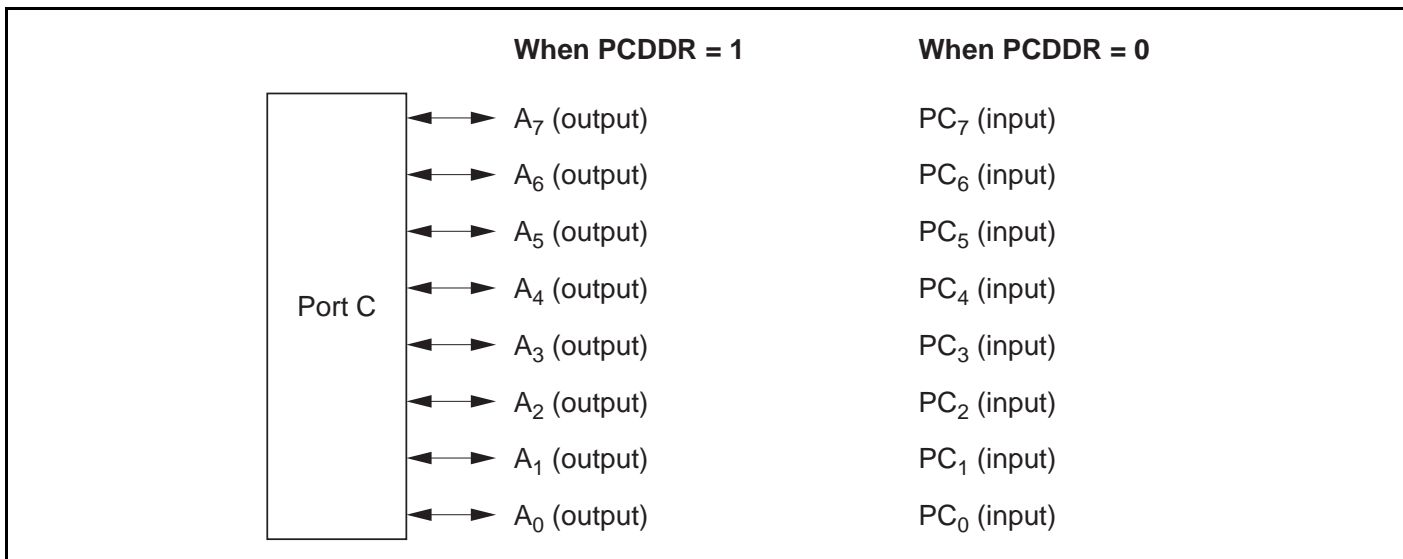 When PCDDR = 1 When PCDDR = 0
A7 (output) PC7 (input)
A6 (output) PC6 (input)
A5 (output) PC5 (input)
A4 (output) PC4 (input)
Port C
A3 (output) PC3 (input)
A2 (output) PC2 (input)
A1 (output) PC1 (input)
A0 (output) PC0 (input)